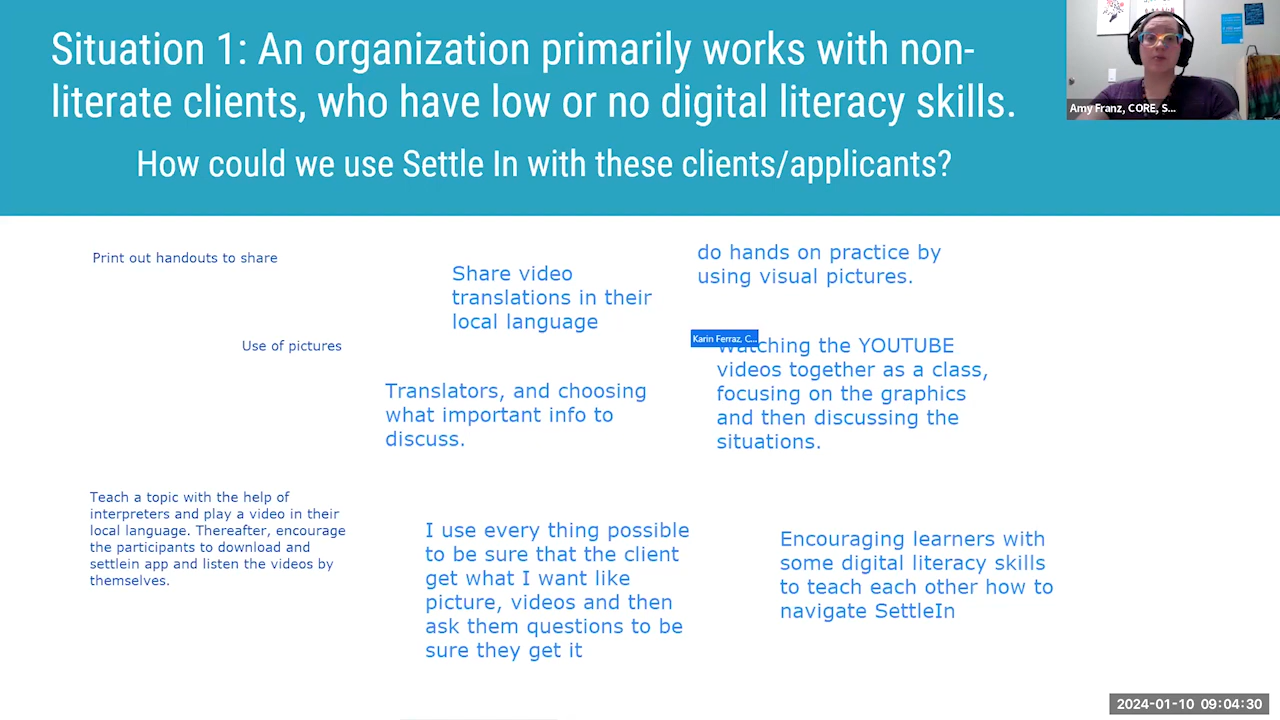 Situation 1: An organization primarily works with non-
literate clients, who have low or no digital literacy skills.
How could we use Settle In with these clients/applicants?
Amy Franz, CORE, S...
Print out handouts to share
Share video
translations in their
local language
do hands on practice by
using visual pictures.
Use of pictures
Karin Ferraz, C...
Watching the YOUTUBE
videos together as a class,
focusing on the graphics
and then discussing the
situations.
Translators, and choosing
what important info to
discuss.
Teach a topic with the help of
interpreters and play a video in their
local language. Thereafter, encourage
the participants to download and
settlein app and listen the videos by
themselves.
I use every thing possible
to be sure that the client
get what I want like
picture, videos and then
ask them questions to be
sure they get it
Encouraging learners with
some digital literacy skills
to teach each other how to
navigate SettleIn
2024-01-10 09:04:30